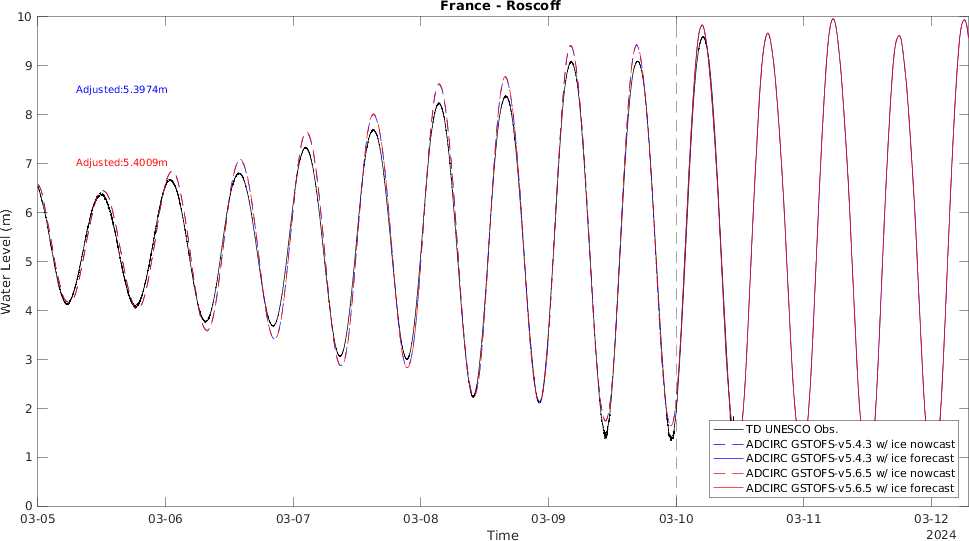 France - Roscoff
10
9
8
7
6
5
4
3
2
1
0
Water Level (m)
Adjusted:5.3974m
Adjusted:5.4009m
TD UNESCO Obs.
ADCIRC GSTOFS-v5.4.3 w/ ice nowcast
ADCIRC GSTOFS-v5.4.3 w/ ice forecast
ADCIRC GSTOFS-v5.6.5 w/ ice nowcast
ADCIRC GSTOFS-v5.6.5 w/ ice forecast
03-05 03-06 03-07 03-08 03-09 03-10 03-11 03-12
Time
2024